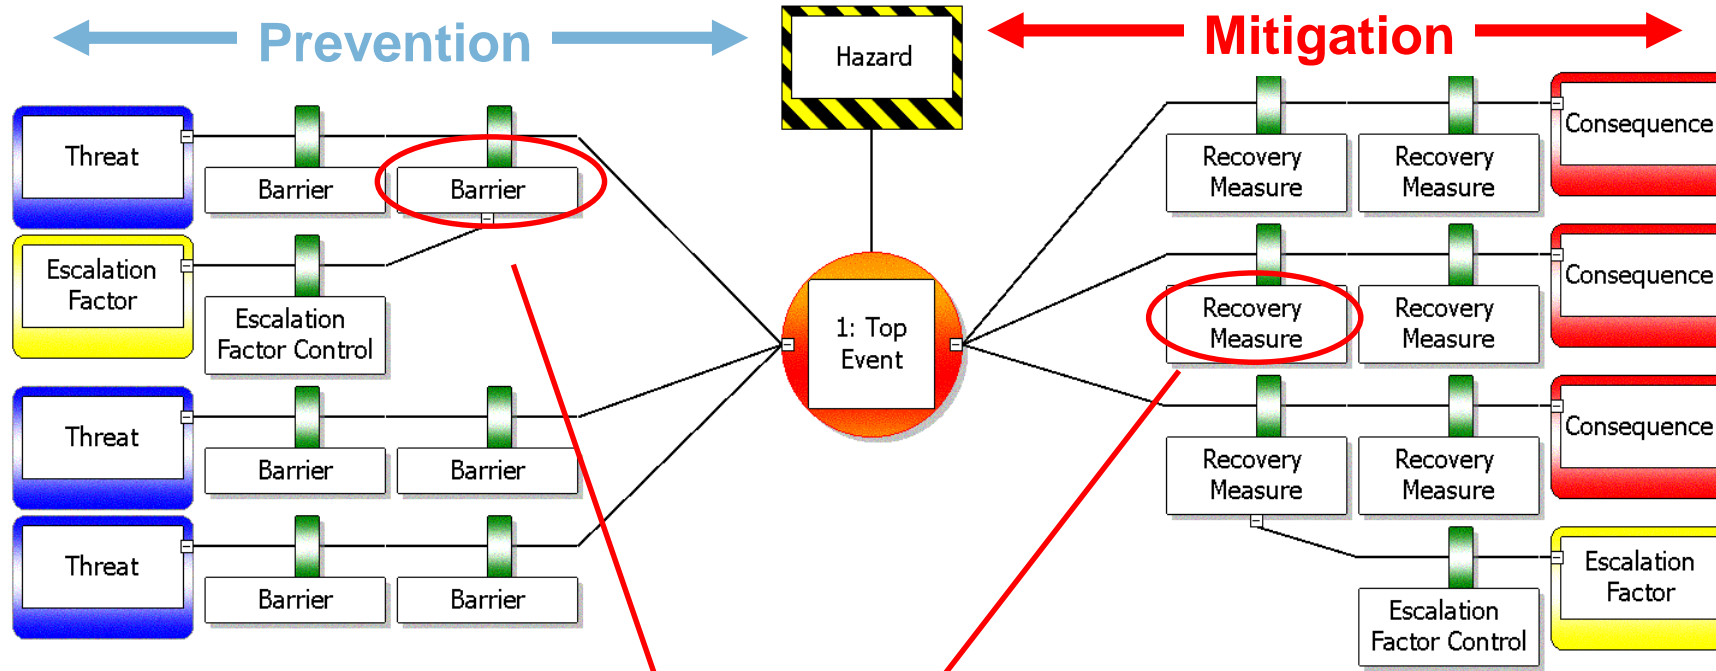 Prevention
Hazard
Mitigation
Threat
Barrier
Barrier
Recovery
Measure
Recovery
Measure
Consequence
Escalation
Factor
Escalation
Factor Control
1: Top
Event
Recovery
Measure
Recovery
Measure
Consequence
Threat
Barrier
Barrier
Recovery
Measure
Recovery
Measure
Consequence
Threat
Barrier
Barrier
Escalation
Factor Control
Escalation
Factor